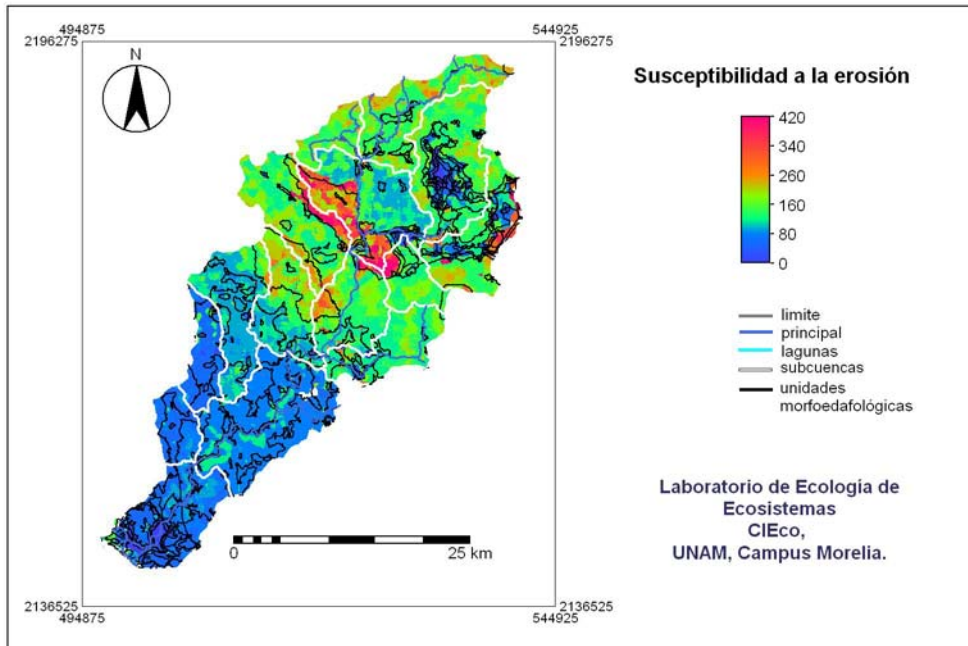 494875
544925
2196275
2196275
N
Susceptibilidad a la erosión
420
340
260
160
80
0
limite
principal
lagunas
subcuencas
unidades
morfoedafológicas
Laboratorio de Ecología de
Ecosistemas
CIEco,
UNAM, Campus Morelia.
0
25 km
2136525
2136525
494875
544925